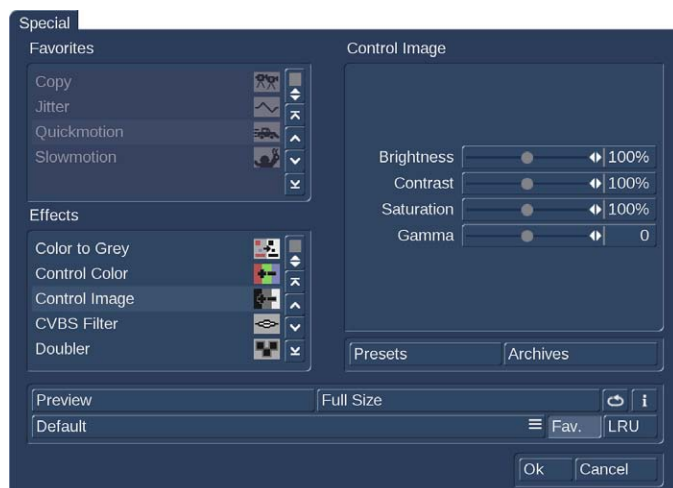 Special
Favorites
Copy
Jitter
Quickmotion
Slowmotion
Effects
Color to Grey
Control Color
Control Image
CVBS Filter
Doubler
Control Image
Brightness 100%
Contrast 100%
Saturation 100%
Gamma 0
Presets Archives
Preview Full Size i
Default Fav. LRU
Ok Cancel